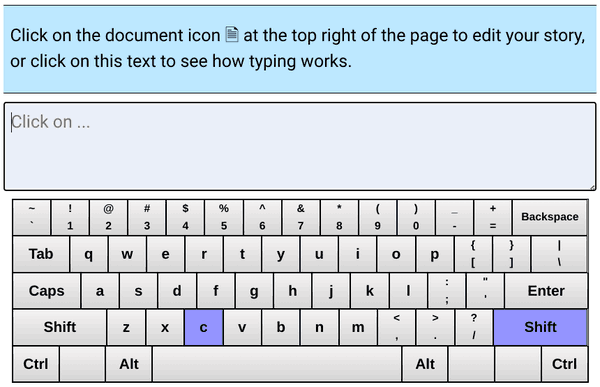 Click on the document icon at the top right of the page to edit your story,
or click on this text to see how typing works.
Click on ...
~ ! @ # $ % ^ & * ( ) _ +
` 1 2 3 4 5 6 7 8 9 0 - = Backspace
Tab q w e r t y u i o p { [ } ] | \
Caps a s d f g h j k l : ; " ' Enter
Shift z x c v b n m < , > . ? / Shift
Ctrl Alt Alt Ctrl